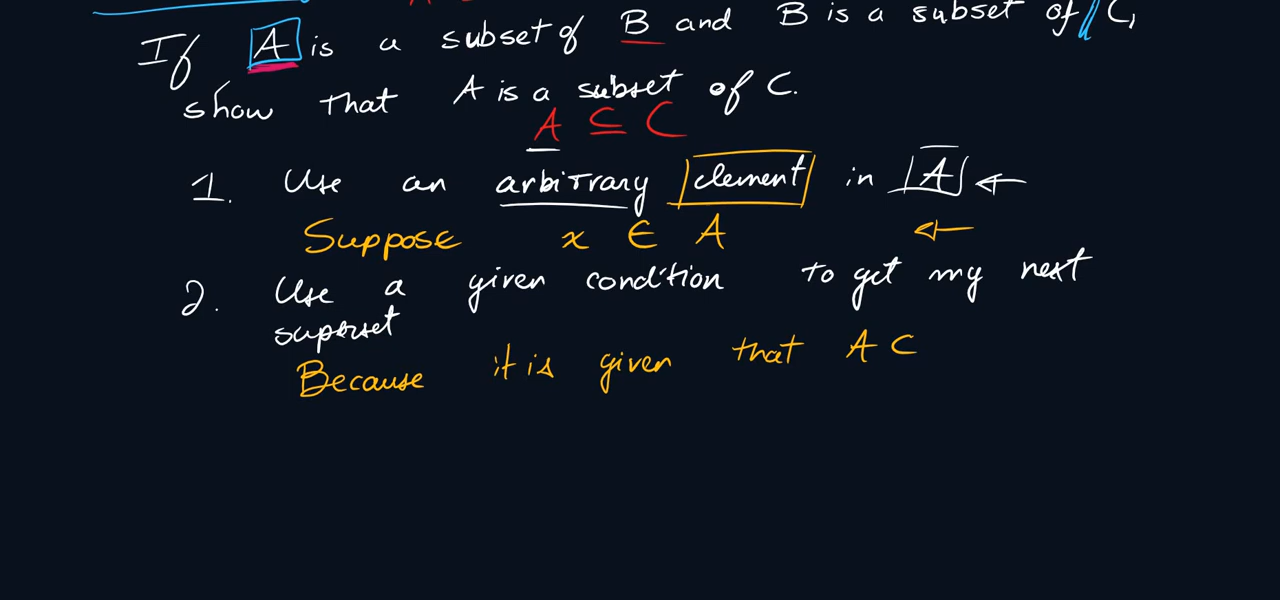 If A is a subset of B and B is a subset of C,
show that A is a subset of C.
A ⊆ C
1. Use an arbitrary element in A ←
Suppose x ∈ A ←
2. Use a given condition to get my next
superset
Because it is given that A C